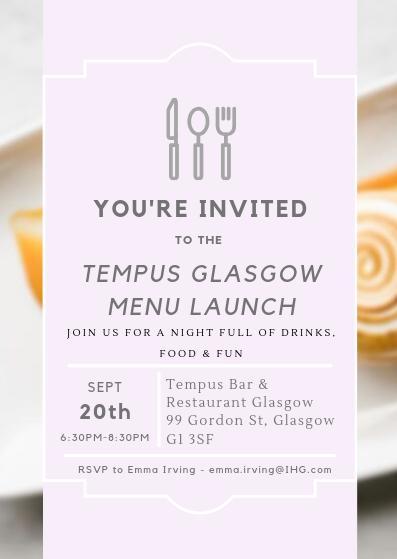 YOU'RE INVITED
TO THE
TEMPUS GLASGOW
MENU LAUNCH
JOIN US FOR A NIGHT FULL OF DRINKS,
FOOD & FUN
SEPT
20th
6:30PM-8:30PM
Tempus Bar &
Restaurant Glasgow
99 Gordon St, Glasgow
G1 3SF
RSVP to Emma Irving - emma.irving@IHG.com